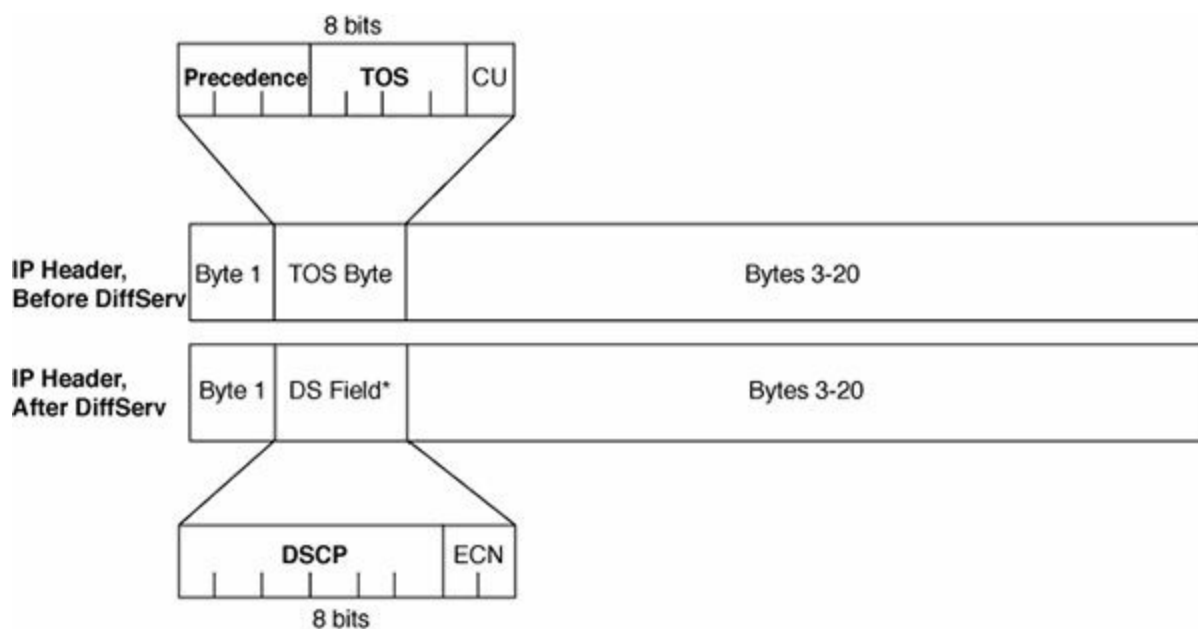 8 bits
Precedence TOS CU
IP Header,
Before DiffServ
Byte 1 TOS Byte Bytes 3-20
IP Header,
After DiffServ
Byte 1 DS Field* Bytes 3-20
DSCP ECN
8 bits